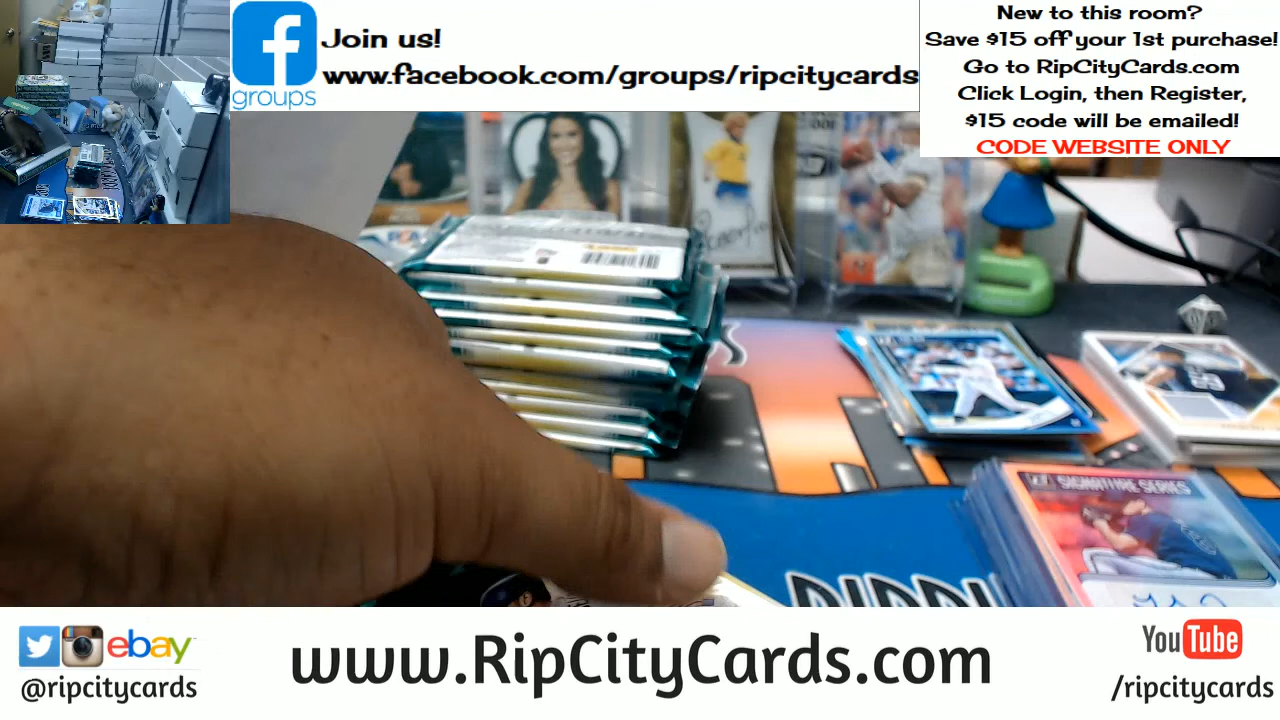 Join us!
www.facebook.com/groups/ripcitycards
groups
New to this room?
Save $15 off your 1st purchase!
Go to RipCityCards.com
Click Login, then Register,
$15 code will be emailed!
CODE WEBSITE ONLY
SIGNATURE SERIES
ebay
@ripcitycards
www.RipCityCards.com
YouTube
/ripcitycards